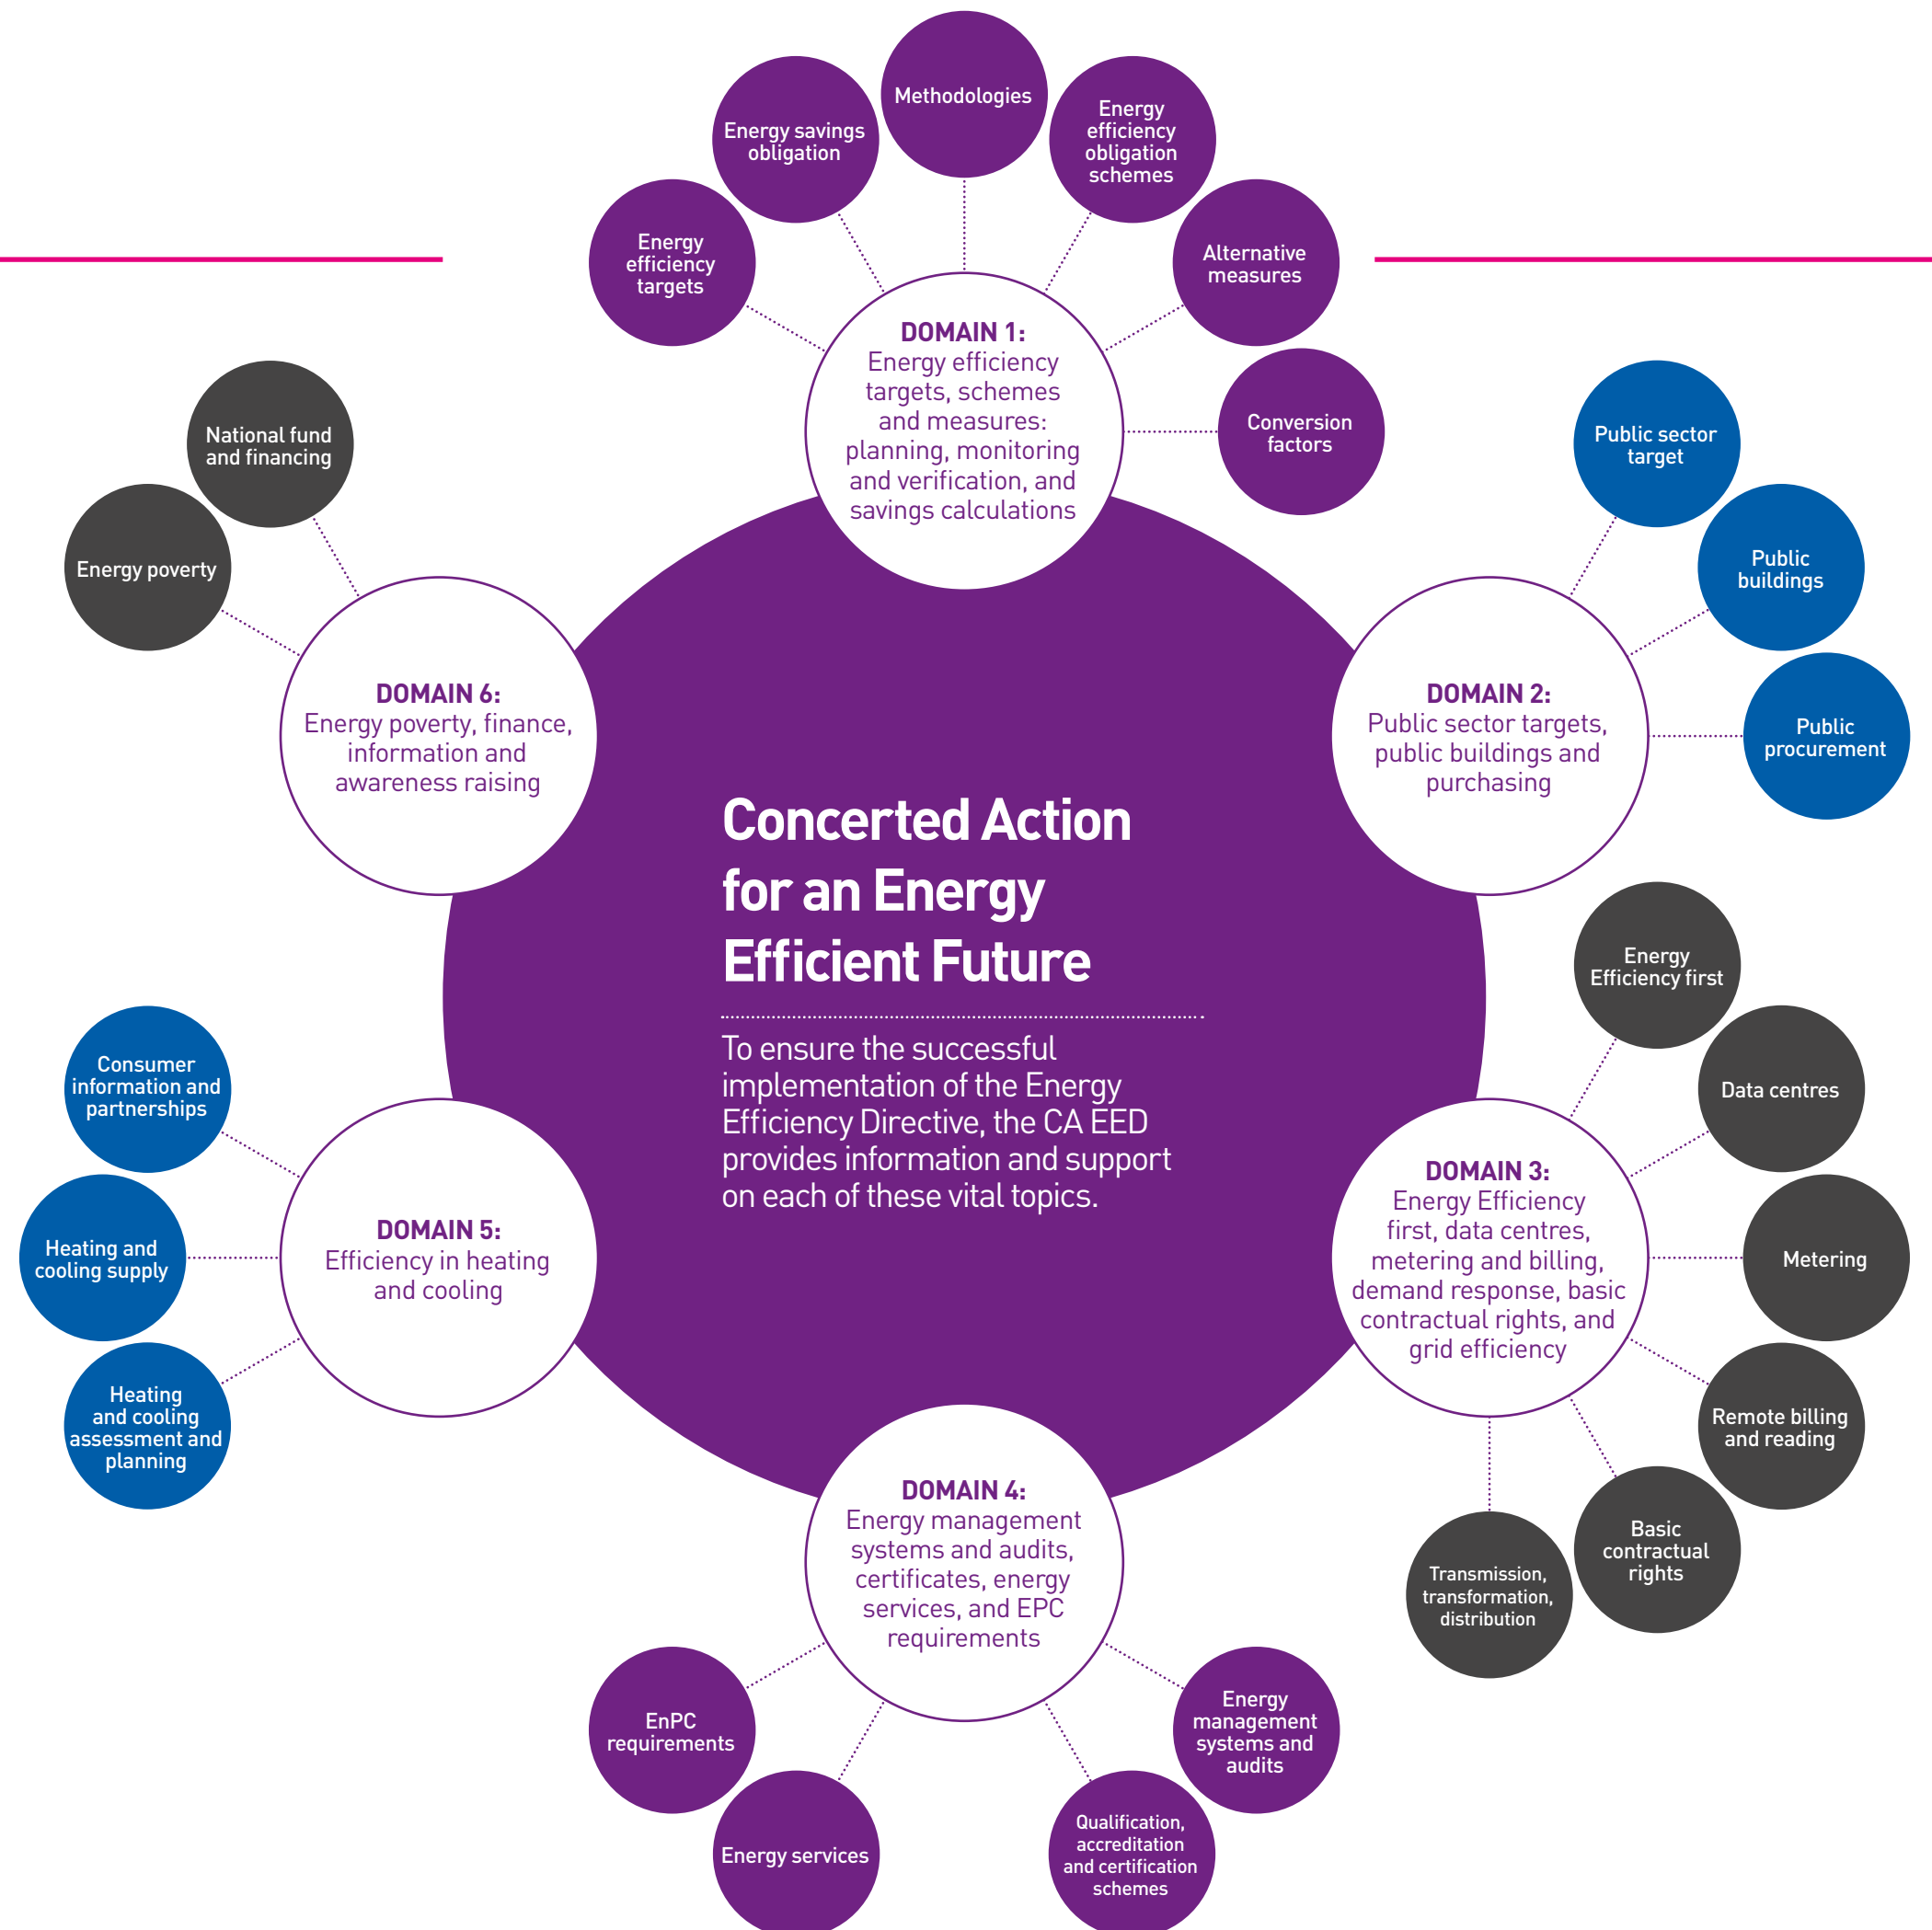 Methodologies
Energy savings
obligation
Energy
efficiency
obligation
schemes
Energy
efficiency
targets
Alternative
measures
Conversion
factors
DOMAIN 1:
Energy efficiency
targets, schemes
and measures:
planning, monitoring
and verification, and
savings calculations
National fund
and financing
Energy poverty
DOMAIN 6:
Energy poverty, finance,
information and
awareness raising
Public sector
target
Public
buildings
Public
procurement
DOMAIN 2:
Public sector targets,
public buildings and
purchasing
Concerted Action
for an Energy
Efficient Future
To ensure the successful
implementation of the Energy
Efficiency Directive, the CA EED
provides information and support
on each of these vital topics.
Energy
Efficiency first
Data centres
Metering
Remote billing
and reading
Basic
contractual
rights
Transmission,
transformation,
distribution
DOMAIN 3:
Energy Efficiency
first, data centres,
metering and billing,
demand response, basic
contractual rights, and
grid efficiency
Consumer
information and
partnerships
Heating and
cooling supply
Heating
and cooling
assessment and
planning
DOMAIN 5:
Efficiency in heating
and cooling
DOMAIN 4:
Energy management
systems and audits,
certificates, energy
services, and EPC
requirements
EnPC
requirements
Energy services
Qualification,
accreditation
and certification
schemes
Energy
management
systems and
audits